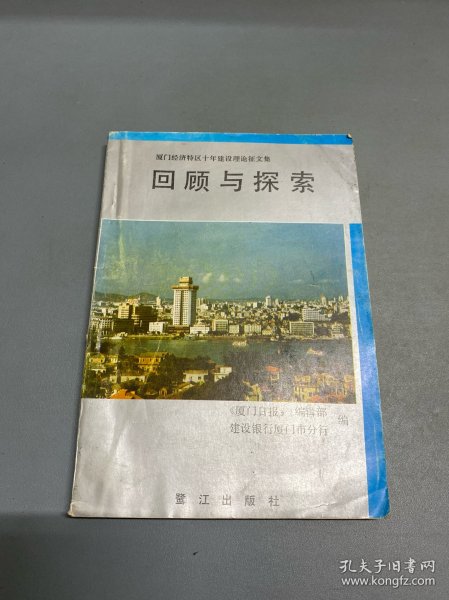 厦门经济特区十年建设理论征文集
回顾与探索
《厦门日报》编辑部
建设银行厦门市分行
编
鹭江出版社
孔夫子旧书网
www.kongfz.com